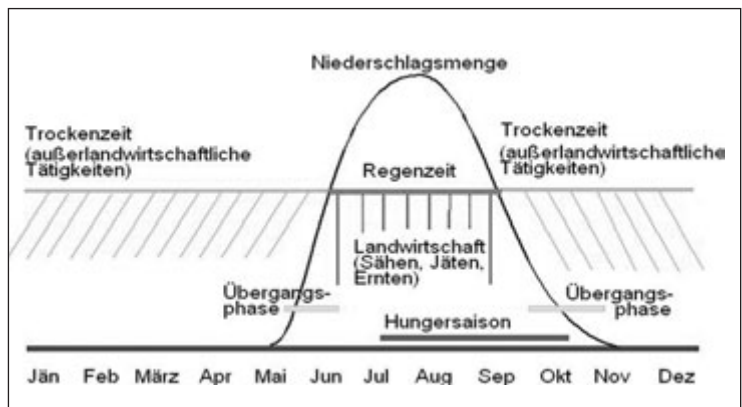 Niederschlagsmenge
Trockenzeit
(außerlandwirtschaftliche
Tätigkeiten)
Trockenzeit
(außerlandwirtschaftliche
Tätigkeiten)
Regenzeit
Landwirtschaft
(Sähen, Jäten,
Ernten)
Übergangs-
phase
Übergangs-
phase
Hungersaison
Jän Feb März Apr Mai Jun Jul Aug Sep Okt Nov Dez